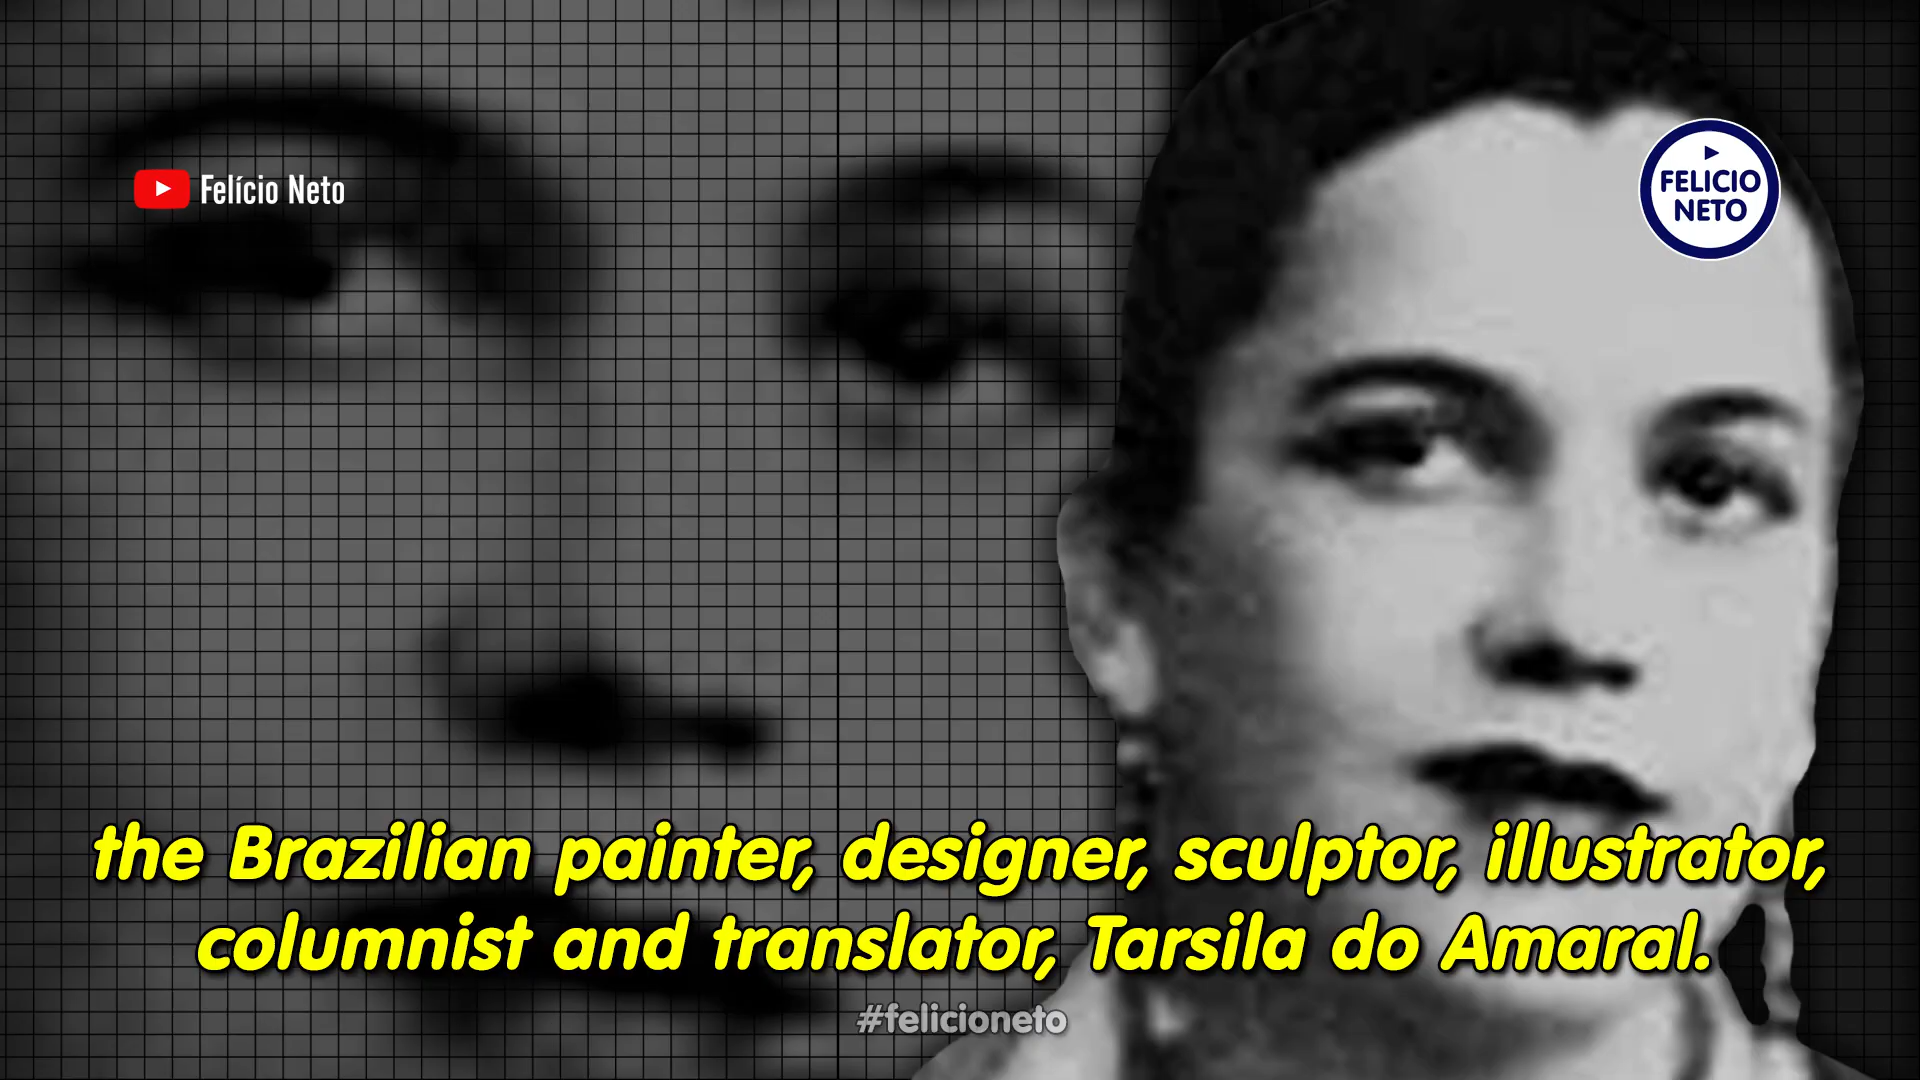 Felício Neto
FELICIO
NETO
the Brazilian painter, designer, sculptor, illustrator,
columnist and translator, Tarsila do Amaral.
#felicioneto